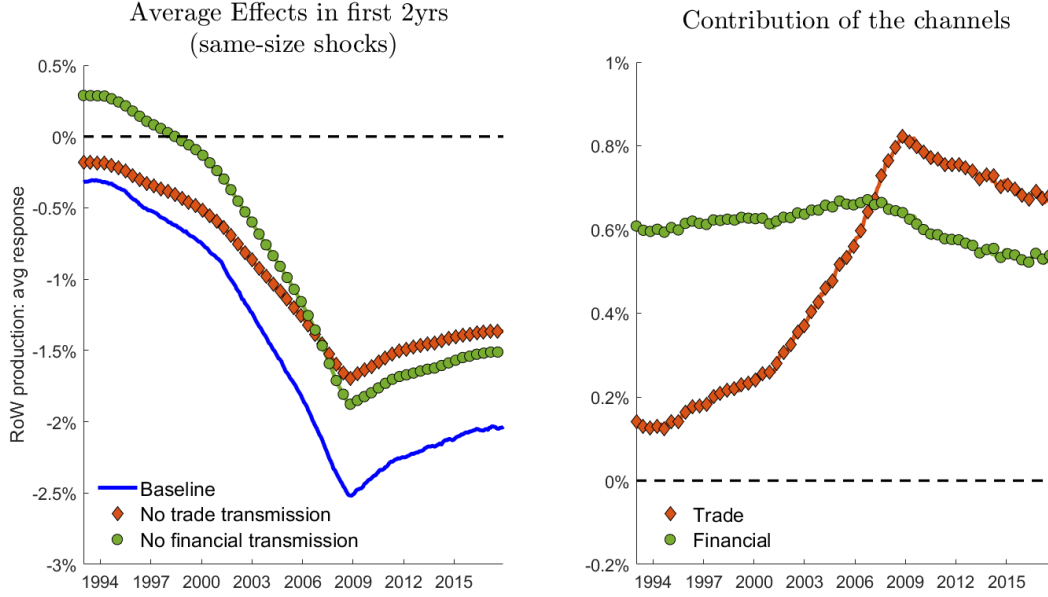 Average Effects in first 2yrs
(same-size shocks)
0.5%
0%
-0.5%
-1%
-1.5%
-2%
-2.5%
-3%
RoW production: avg response
Baseline
No trade transmission
No financial transmission
1994 1997 2000 2003 2006 2009 2012 2015
Contribution of the channels
1%
0.8%
0.6%
0.4%
0.2%
0%
-0.2%
Trade
Financial
1994 1997 2000 2003 2006 2009 2012 2015